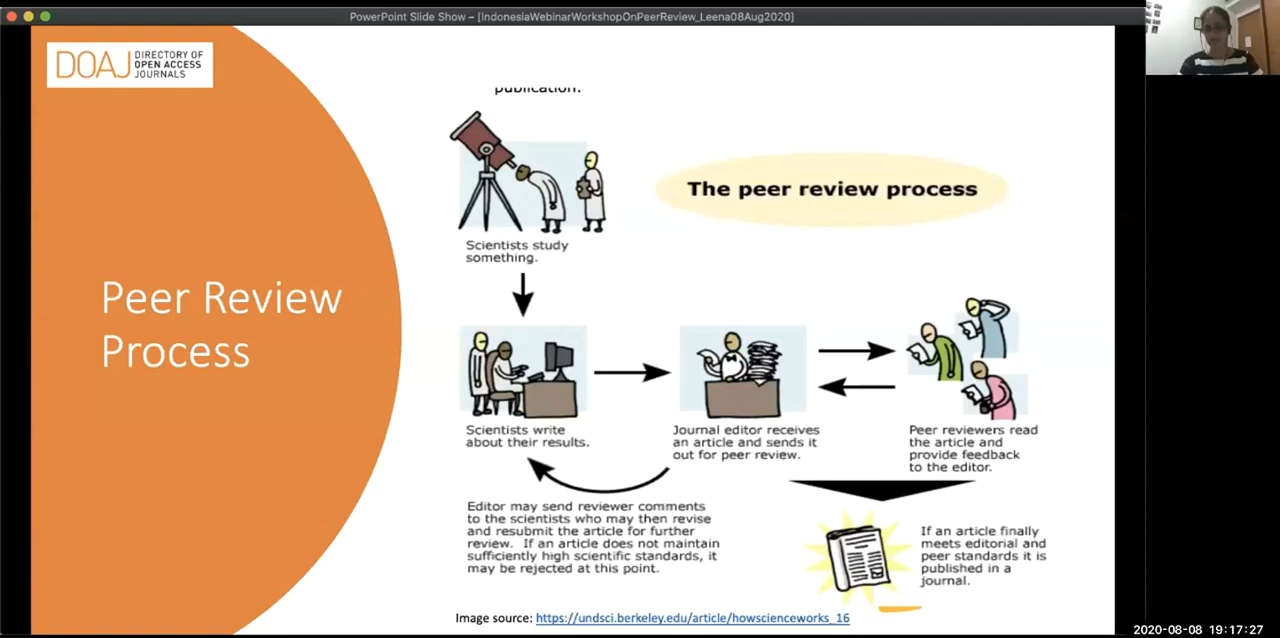 PowerPoint Slide Show – [IndonesiaWebinarWorkshopOnPeerReview_Leena08Aug2020]
DOAJ
DIRECTORY OF
OPEN ACCESS
JOURNALS
publication.
The peer review process
Scientists study
something.
Peer Review
Process
Scientists write
about their results.
Journal editor receives
an article and sends it
out for peer review.
Peer reviewers read
the article and
provide feedback
to the editor.
Editor may send reviewer comments
to the scientists who may then revise
and resubmit the article for further
review. If an article does not maintain
sufficiently high scientific standards, it
may be rejected at this point.
If an article finally
meets editorial and
peer standards it is
published in a
journal.
Image source: https://undsci.berkeley.edu/article/howscienceworks_16
2020-08-08 19:17:27